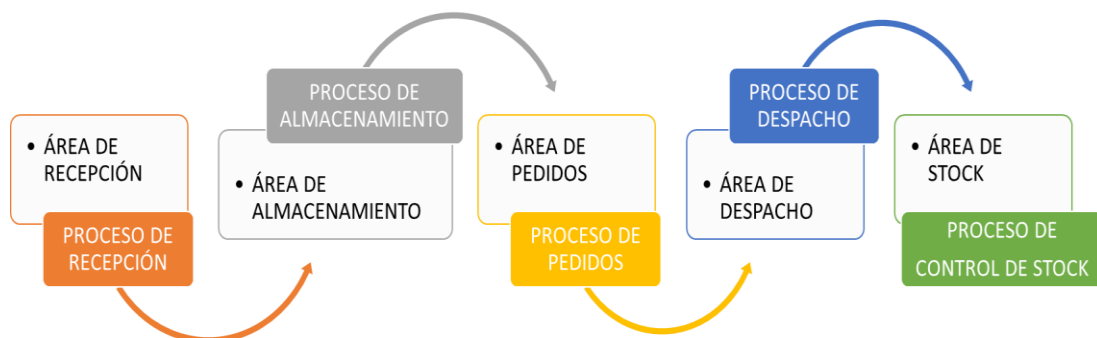 • ÁREA DE
RECEPCIÓN
PROCESO DE
RECEPCIÓN
PROCESO DE
ALMACENAMIENTO
• ÁREA DE
ALMACENAMIENTO
• ÁREA DE
PEDIDOS
PROCESO DE
PEDIDOS
PROCESO DE
DESPACHO
• ÁREA DE
DESPACHO
• ÁREA DE
STOCK
PROCESO DE
CONTROL DE STOCK